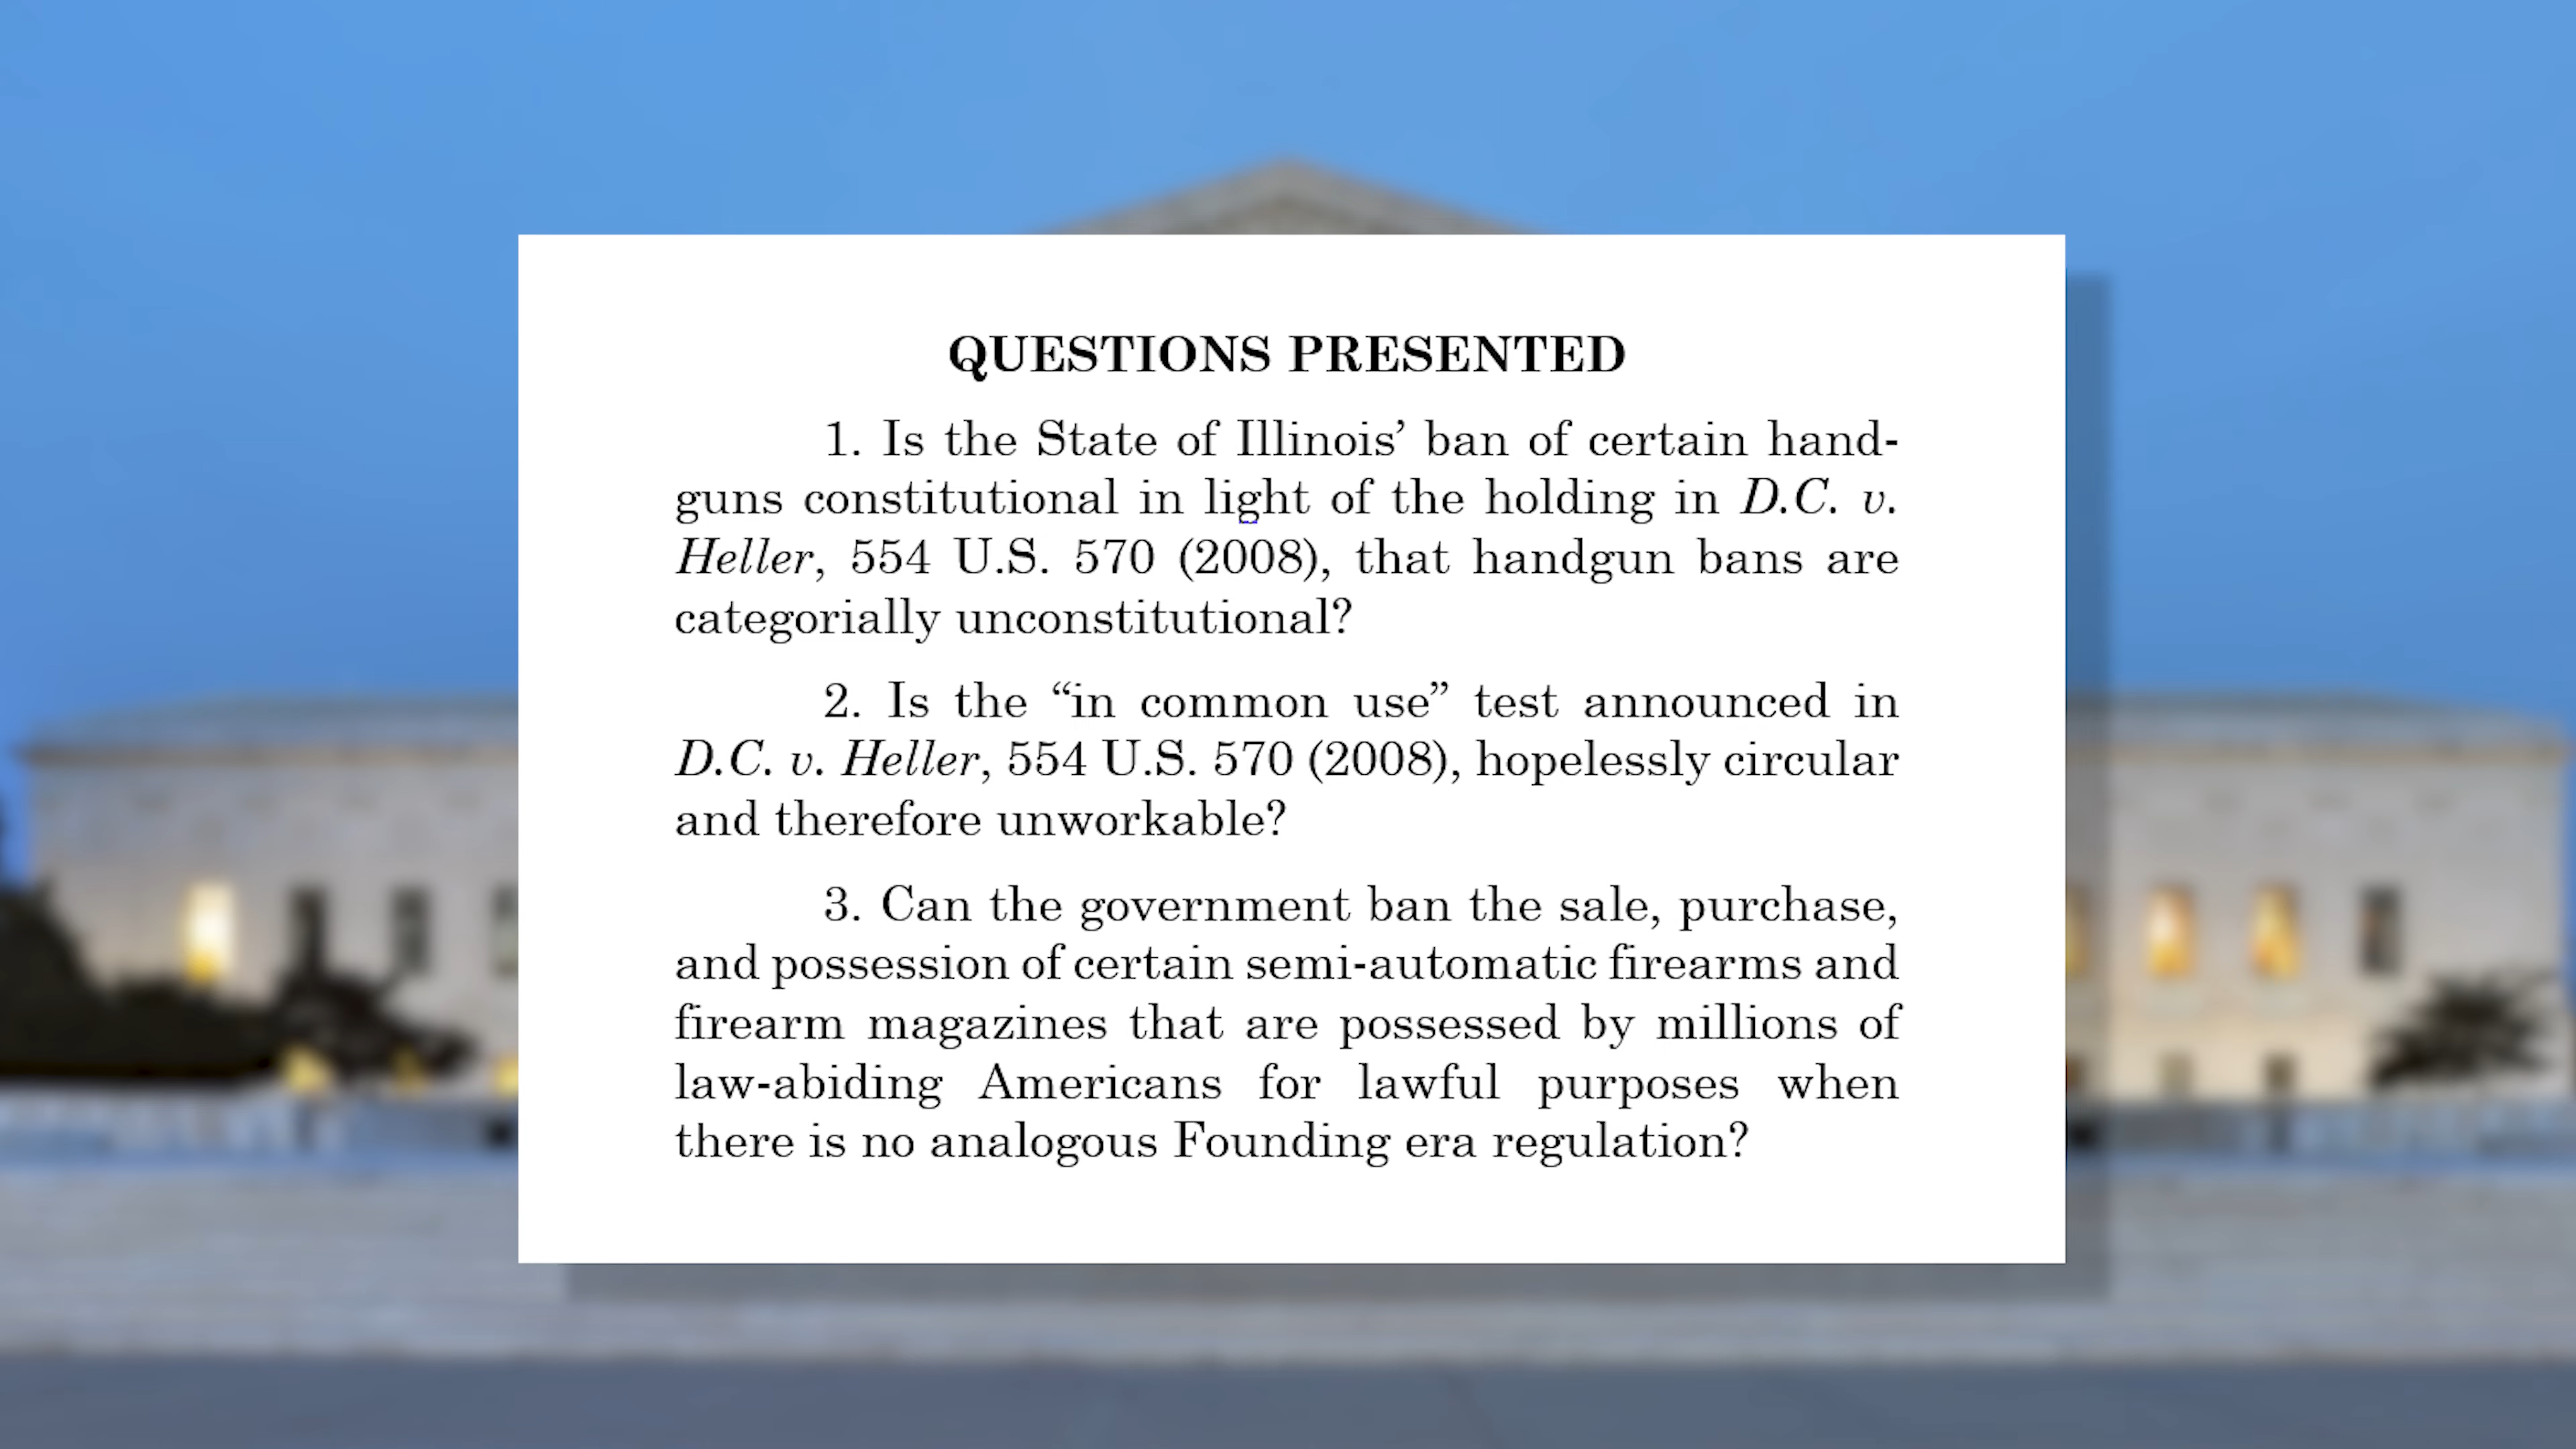 QUESTIONS PRESENTED
1. Is the State of Illinois’ ban of certain hand-
guns constitutional in light of the holding in D.C. v.
Heller, 554 U.S. 570 (2008), that handgun bans are
categorially unconstitutional?
2. Is the “in common use” test announced in
D.C. v. Heller, 554 U.S. 570 (2008), hopelessly circular
and therefore unworkable?
3. Can the government ban the sale, purchase,
and possession of certain semi-automatic firearms and
firearm magazines that are possessed by millions of
law-abiding Americans for lawful purposes when
there is no analogous Founding era regulation?